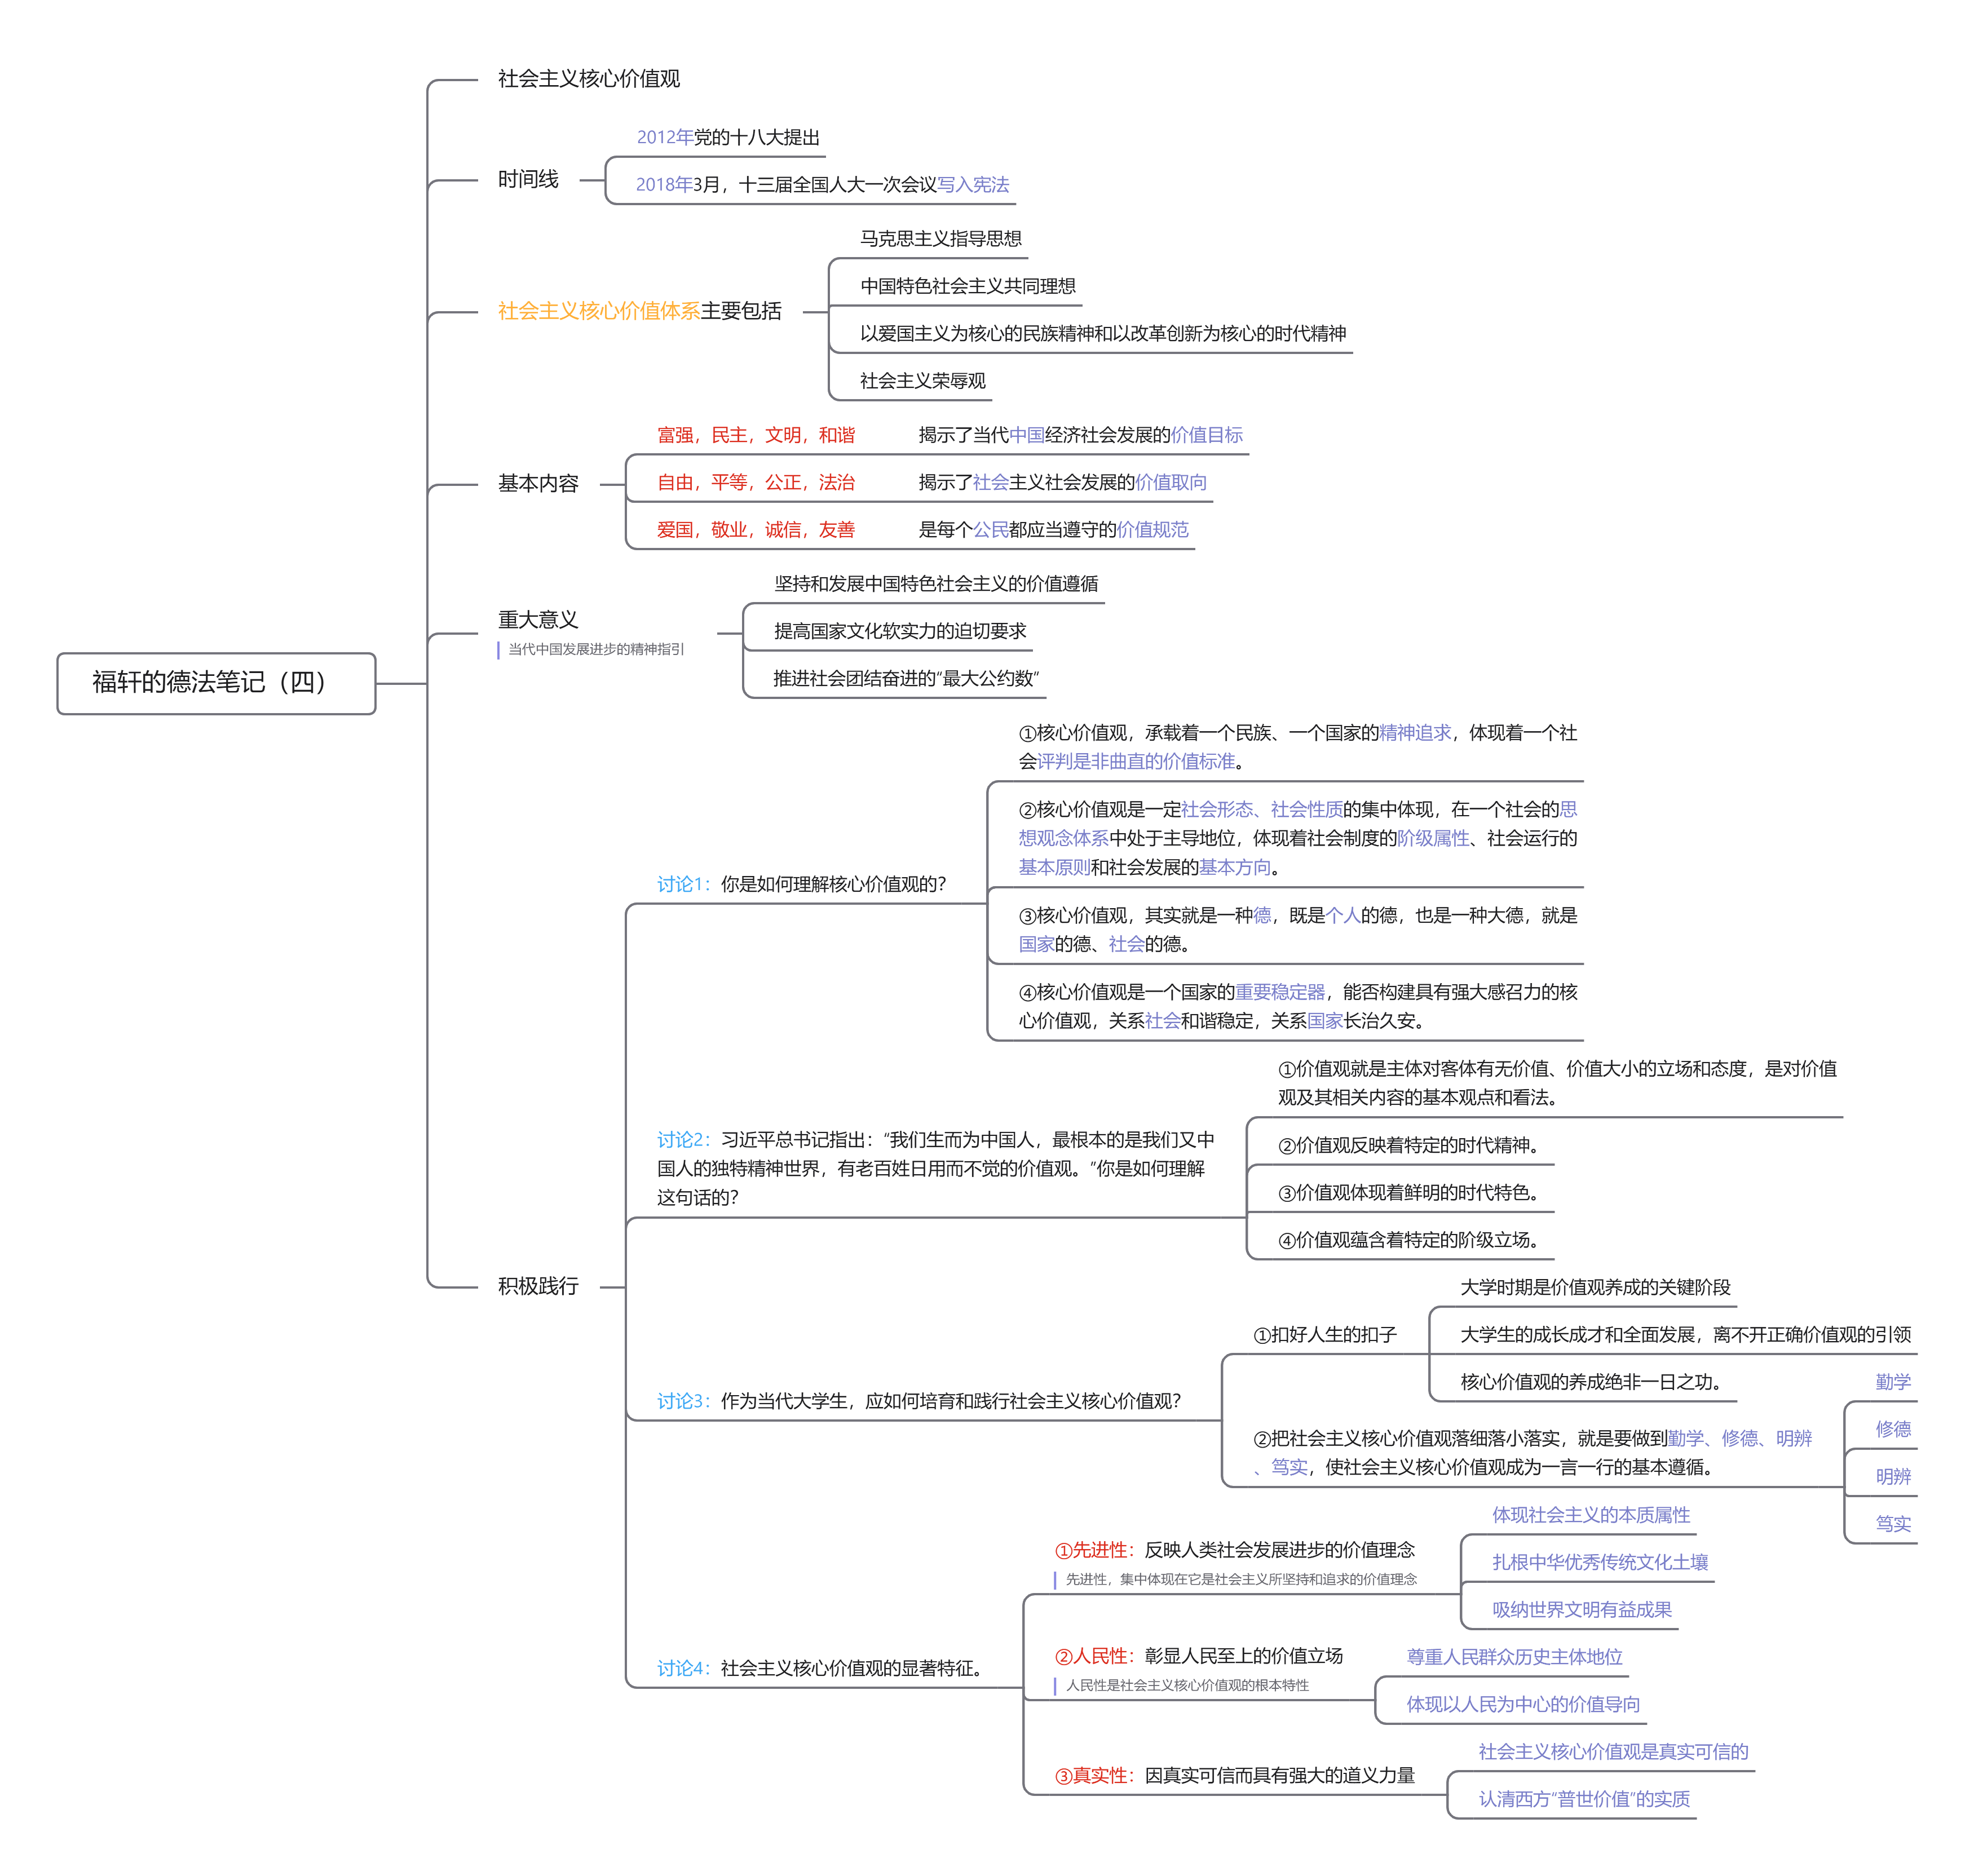 社会主义核心价值观
时间线
2012年党的十八大提出
2018年3月，十三届全国人大一次会议写入宪法
社会主义核心价值体系主要包括
马克思主义指导思想
中国特色社会主义共同理想
以爱国主义为核心的民族精神和以改革创新为核心的时代精神
社会主义荣辱观
基本内容
富强，民主，文明，和谐 揭示了当代中国经济社会发展的价值目标
自由，平等，公正，法治 揭示了社会主义社会发展的价值取向
爱国，敬业，诚信，友善 是每个公民都应当遵守的价值规范
重大意义
当代中国发展进步的精神指引
坚持和发展中国特色社会主义的价值遵循
提高国家文化软实力的迫切要求
推进社会团结奋进的"最大公约数"
福轩的德法笔记（四）
积极践行
讨论1：你是如何理解核心价值观的？
①核心价值观，承载着一个民族、一个国家的精神追求，体现着一个社
会评判是非曲直的价值标准。
②核心价值观是一定社会形态、社会性质的集中体现，在一个社会的思
想观念体系中处于主导地位，体现着社会制度的阶级属性、社会运行的
基本原则和社会发展的基本方向。
③核心价值观，其实就是一种德，既是个人的德，也是一种大德，就是
国家的德、社会的德。
④核心价值观是一个国家的重要稳定器，能否构建具有强大感召力的核
心价值观，关系社会和谐稳定，关系国家长治久安。
讨论2：习近平总书记指出："我们生而为中国人，最根本的是我们又中
国人的独特精神世界，有老百姓日用而不觉的价值观。"你是如何理解
这句话的？
①价值观就是主体对客体有无价值、价值大小的立场和态度，是对价值
观及其相关内容的基本观点和看法。
②价值观反映着特定的时代精神。
③价值观体现着鲜明的时代特色。
④价值观蕴含着特定的阶级立场。
讨论3：作为当代大学生，应如何培育和践行社会主义核心价值观？
①扣好人生的扣子
大学时期是价值观养成的关键阶段
大学生的成长成才和全面发展，离不开正确价值观的引领
核心价值观的养成绝非一日之功。
②把社会主义核心价值观落细落小落实，就是要做到勤学、修德、明辨
、笃实，使社会主义核心价值观成为一言一行的基本遵循。
勤学
修德
明辨
笃实
讨论4：社会主义核心价值观的显著特征。
①先进性：反映人类社会发展进步的价值理念
先进性，集中体现在它是社会主义所坚持和追求的价值理念
体现社会主义的本质属性
扎根中华优秀传统文化土壤
吸纳世界文明有益成果
②人民性：彰显人民至上的价值立场
人民性是社会主义核心价值观的根本特性
尊重人民群众历史主体地位
体现以人民为中心的价值导向
③真实性：因真实可信而具有强大的道义力量
社会主义核心价值观是真实可信的
认清西方"普世价值"的实质